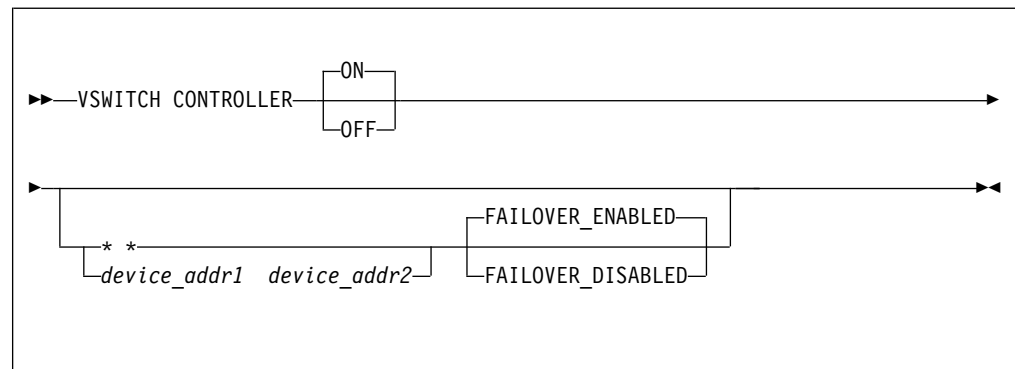 ON
VSWITCH CONTROLLER
OFF
FAILOVER_ENABLED
* *
device_addr1 device_addr2
FAILOVER_DISABLED